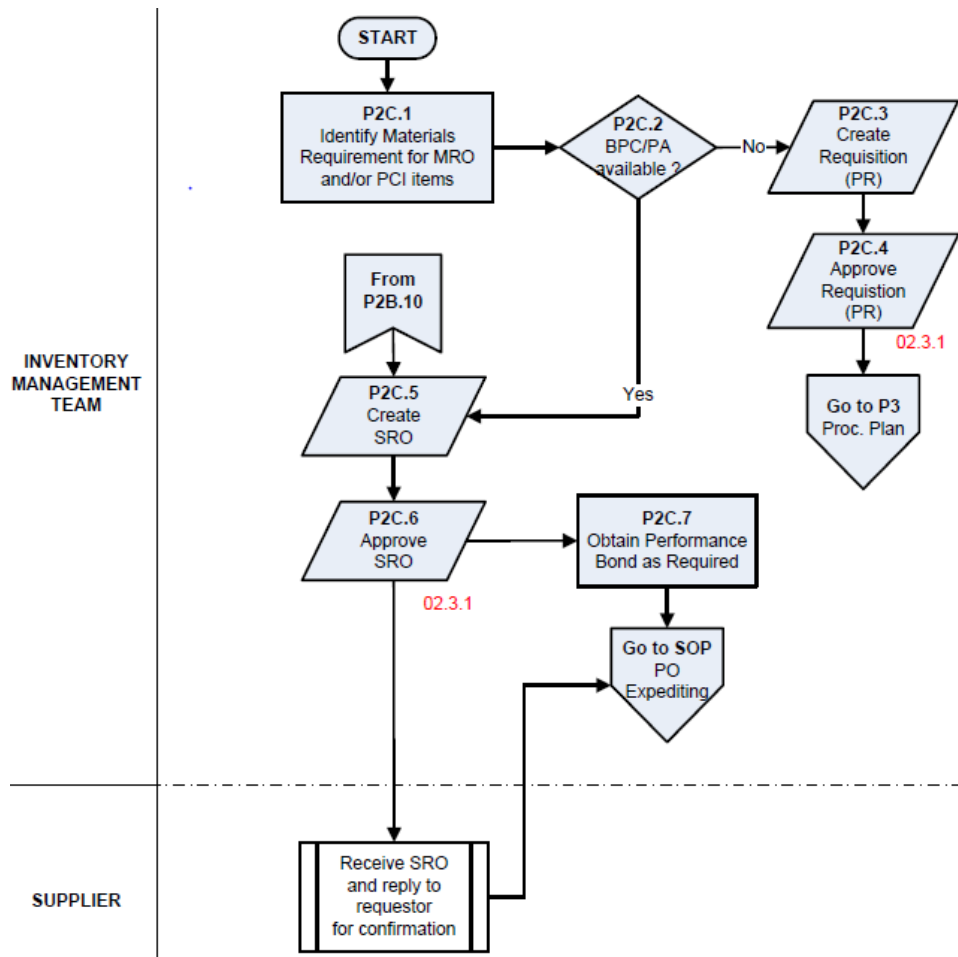 START
P2C.1
Identify Materials
Requirement for MRO
and/or PCI items
P2C.2
BPC/PA
available ?
No
P2C.3
Create
Requisition
(PR)
P2C.4
Approve
Requistion
(PR)
02.3.1
Go to P3
Proc. Plan
From
P2B.10
Yes
INVENTORY
MANAGEMENT
TEAM
P2C.5
Create
SRO
P2C.6
Approve
SRO
02.3.1
P2C.7
Obtain Performance
Bond as Required
Go to SOP
PO
Expediting
SUPPLIER
Receive SRO
and reply to
requestor
for confirmation